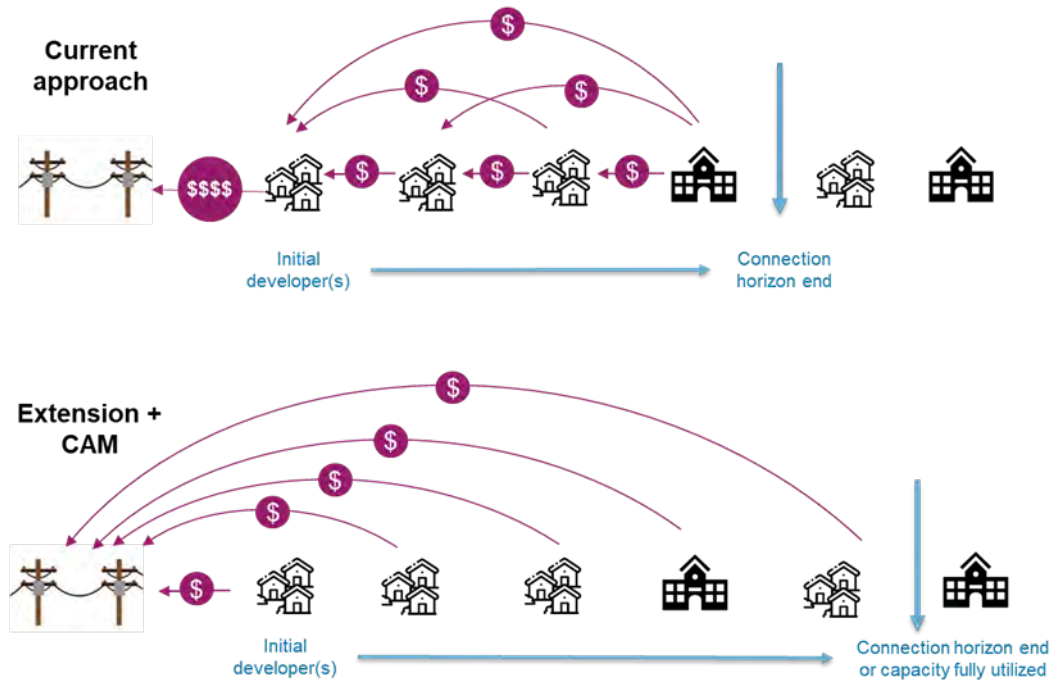 $
Current
approach
$
$
$$$$
$
$
$
Initial
developer(s)
Connection
horizon end
$
Extension +
CAM
$
$
$
$
Initial
developer(s)
Connection horizon end
or capacity fully utilized